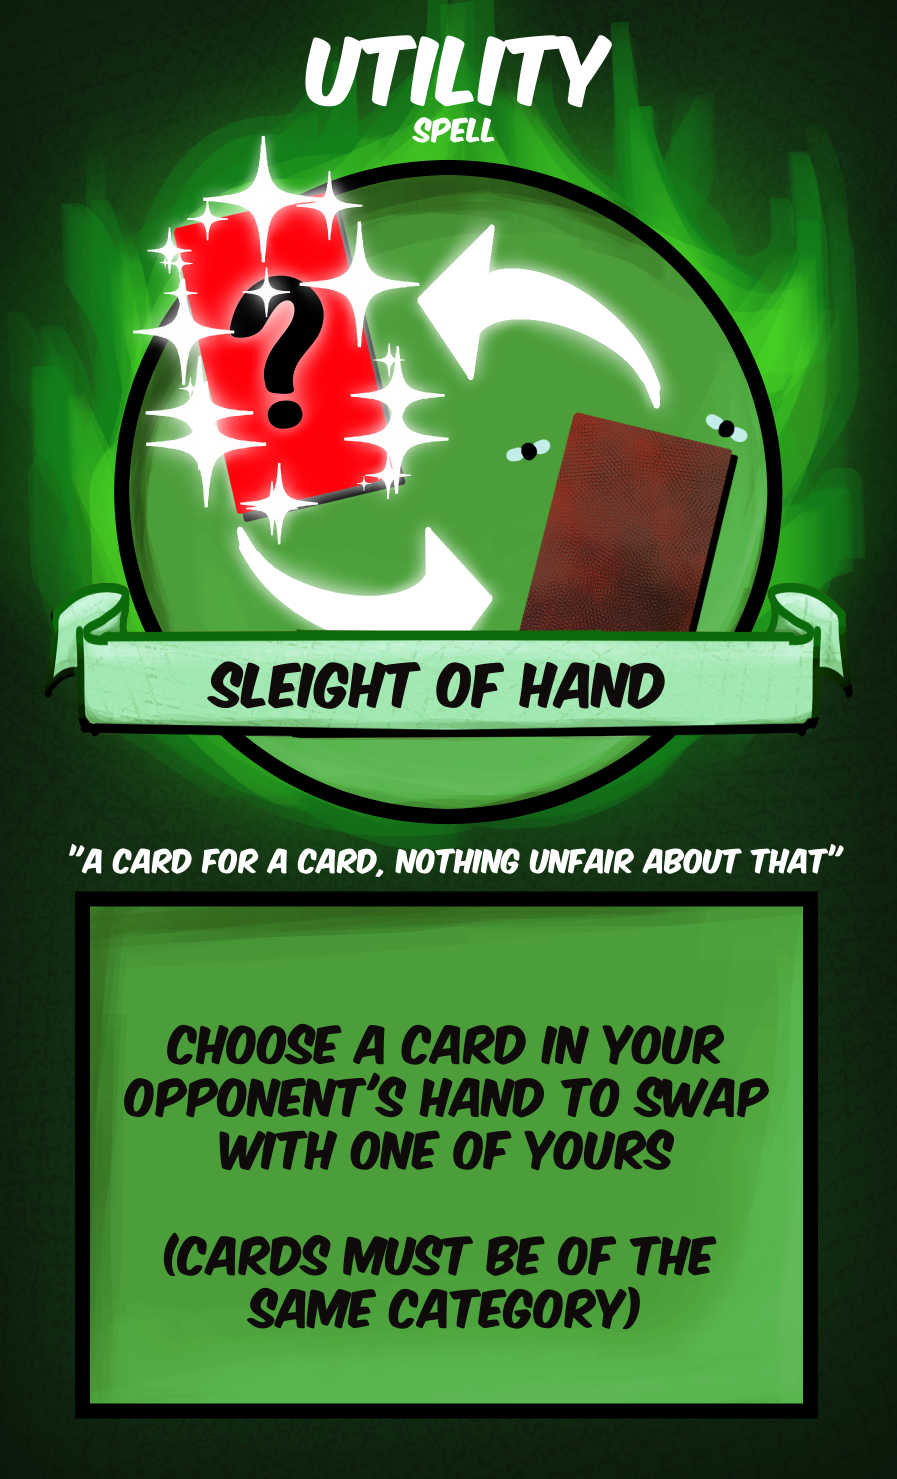 UTILITY
SPELL
?
SLEIGHT OF HAND
"A CARD FOR A CARD, NOTHING UNFAIR ABOUT THAT"
CHOOSE A CARD IN YOUR
OPPONENT'S HAND TO SWAP
WITH ONE OF YOURS
(CARDS MUST BE OF THE
SAME CATEGORY)